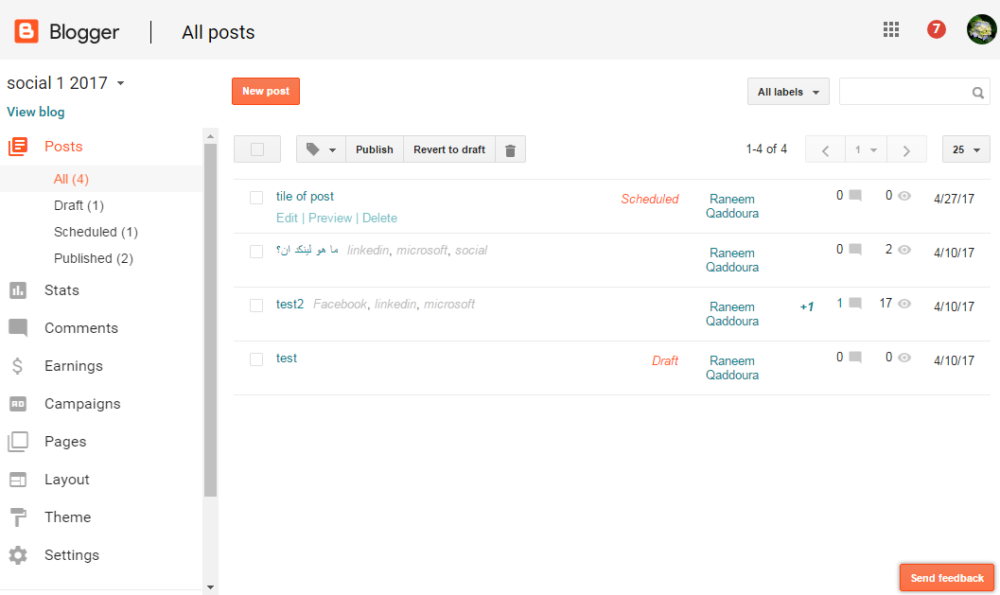 Blogger All posts 7
social 1 2017
View blog
New post All labels
Posts
All (4)
Draft (1)
Scheduled (1)
Published (2)
Stats
Comments
Earnings
Campaigns
Pages
Layout
Theme
Settings
Publish Revert to draft 1-4 of 4 1 25
tile of post Scheduled Raneem Qaddoura 0 0 4/27/17
Edit | Preview | Delete
ما هو لينكد ان؟ linkedin, microsoft, social Raneem Qaddoura 0 2 4/10/17
test2 Facebook, linkedin, microsoft Raneem Qaddoura +1 1 17 4/10/17
test Draft Raneem Qaddoura 0 0 4/10/17
Send feedback